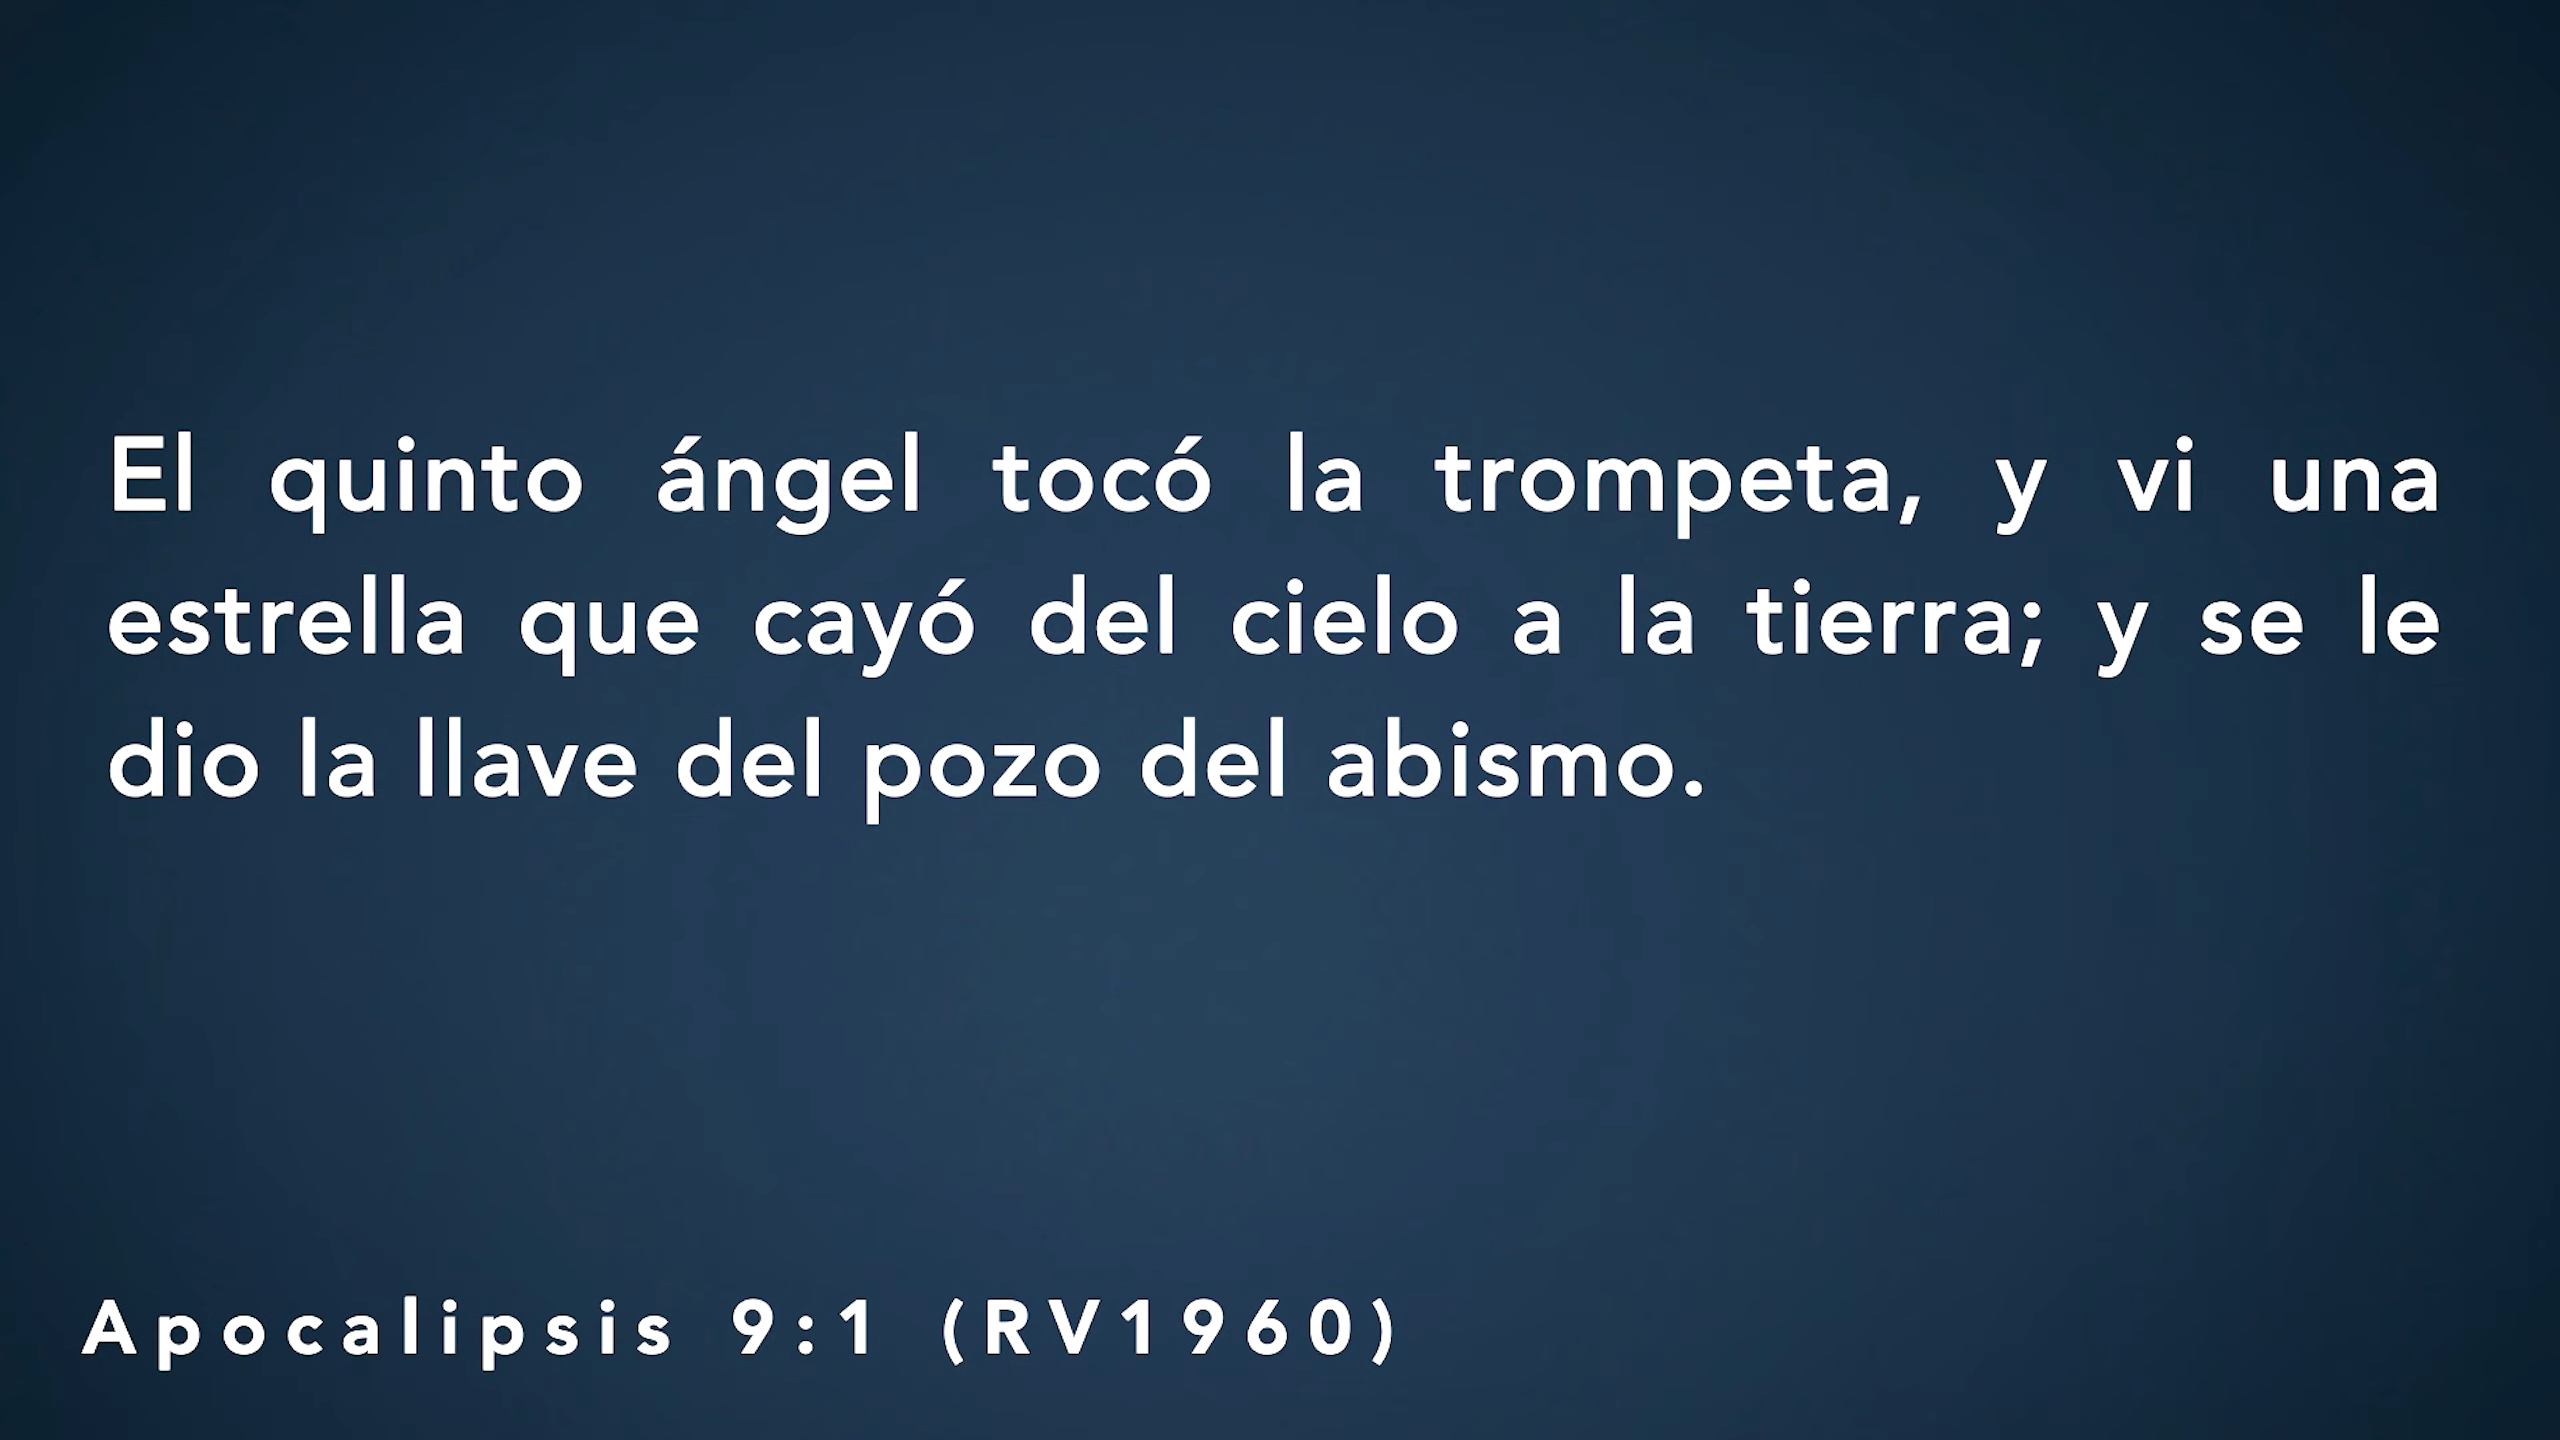 El quinto ángel tocó la trompeta, y vi una
estrella que cayó del cielo a la tierra; y se le
dio la llave del pozo del abismo.
Apocalipsis 9:1 (RV1960)